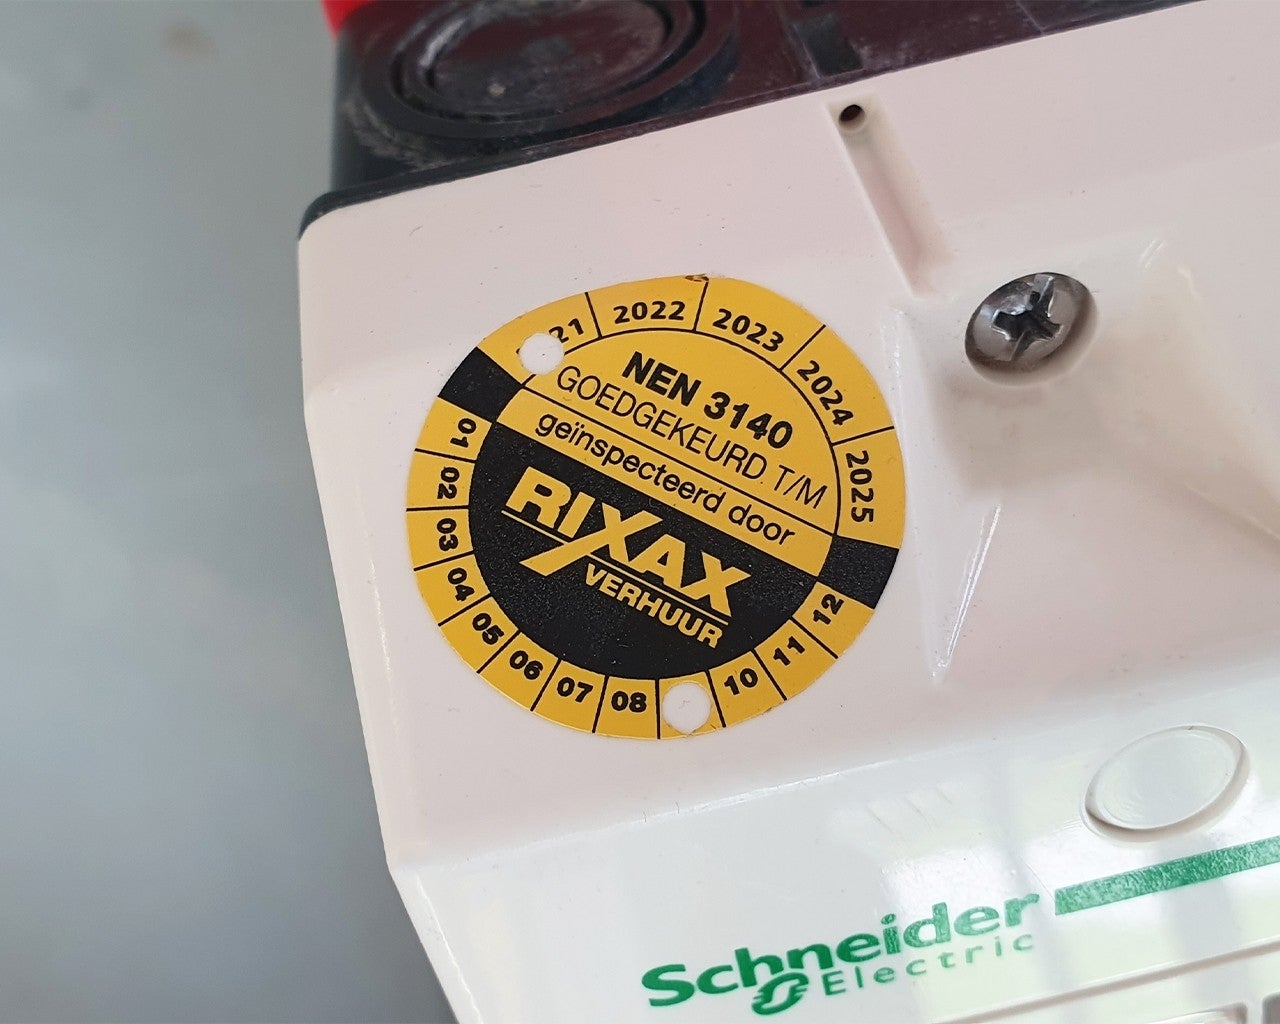 21 2022 2023 2024 2025
NEN 3140
GOEDGEKEURD T/M
geïnspecteerd door
RIXAX
VERHUUR
01 02 03 04 05 06 07 08 10 11 12
Schneider
Electric